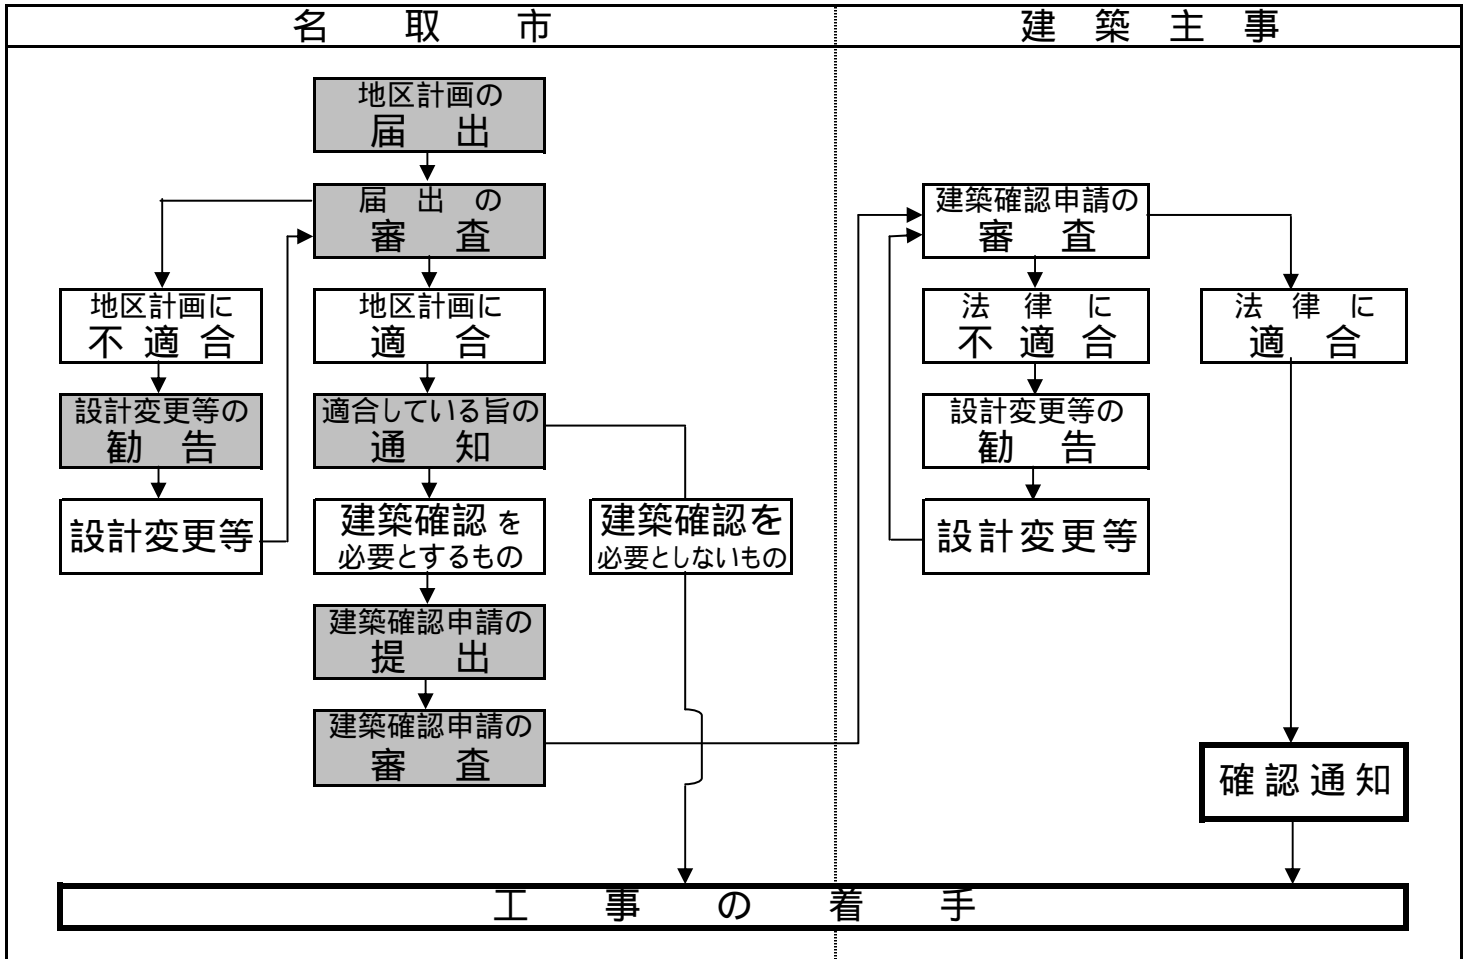 名取市
建築主事
地区計画の
届出
届出の
審査
地区計画に
不適合
地区計画に
適合
設計変更等の
勧告
適合している旨の
通知
設計変更等
建築確認を
必要とするもの
建築確認を
必要としないもの
建築確認申請の
提出
建築確認申請の
審査
建築確認申請の
審査
法律に
不適合
法律に
適合
設計変更等の
勧告
設計変更等
確認通知
工事の着手